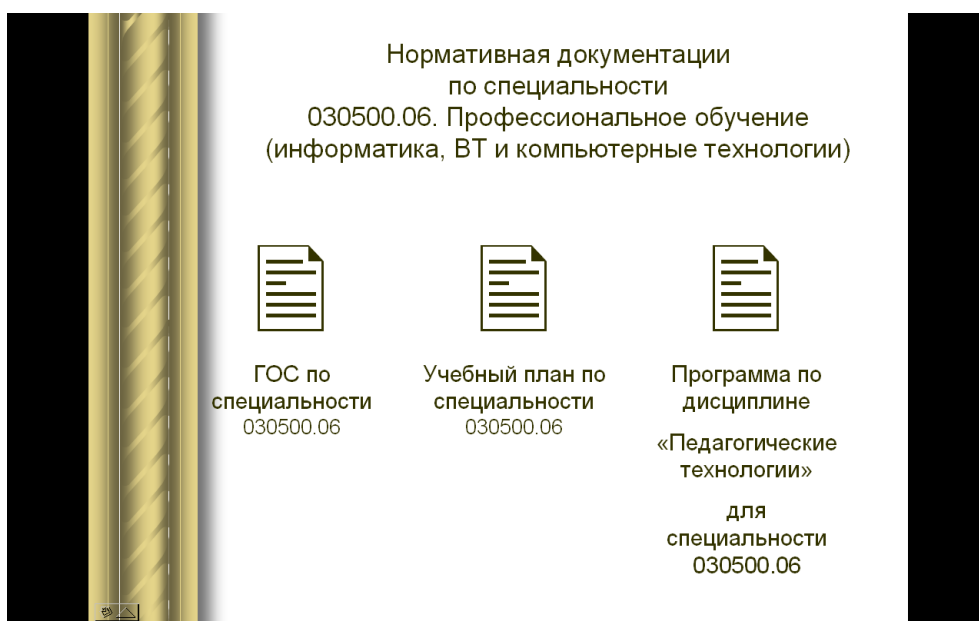 Нормативная документации
по специальности
030500.06. Профессиональное обучение
(информатика, ВТ и компьютерные технологии)
ГОС по
специальности
030500.06
Учебный план по
специальности
030500.06
Программа по
дисциплине
«Педагогические
технологии»
для
специальности
030500.06